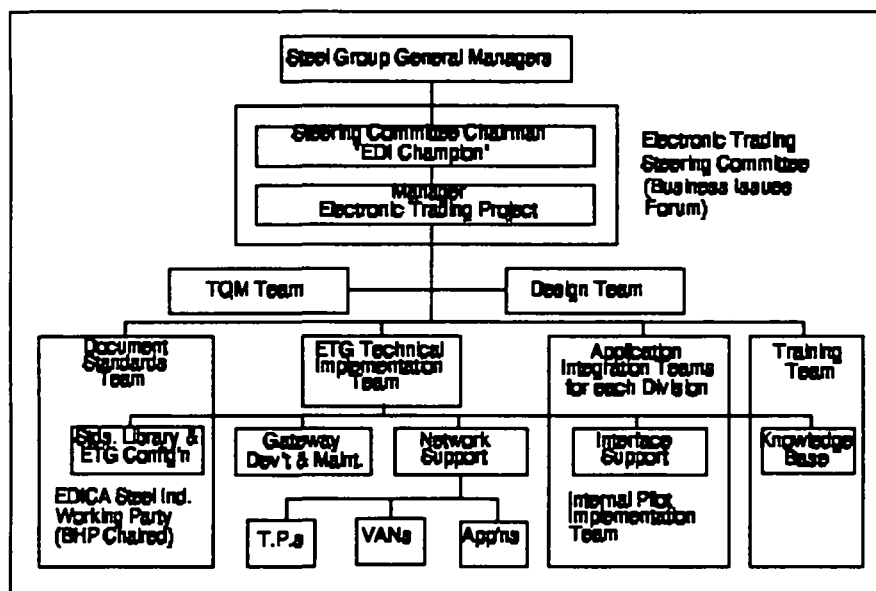 Steel Group General Managers
Steering Committee Chairman
"EDI Champion"
Manager
Electronic Trading Project
Electronic Trading
Steering Committee
(Business Issues
Forum)
TQM Team
Design Team
Document
Standards
Team
ETG Technical
Implementation
Team
Application
Integration Teams
for each Division
Training
Team
Stds. Library &
ETG Config'n
Gateway
Dev't & Maint.
Network
Support
Interface
Support
Knowledge
Base
EDICA Steel Ind.
Working Party
(BHP Chaired)
Internal Pilot
Implementation
Team
T.P.s
VANs
App'ns